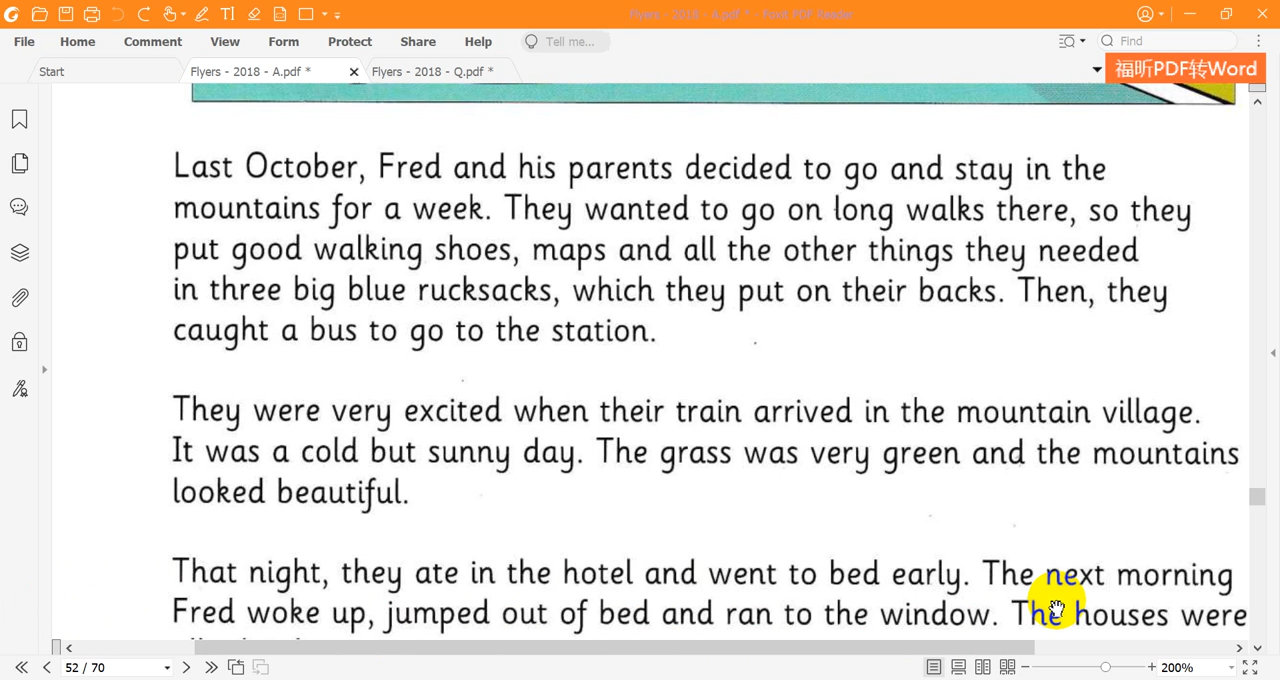 Flyers - 2018 - A.pdf * - Foxit PDF Reader
File Home Comment View Form Protect Share Help Tell me... Find
Start Flyers - 2018 - A.pdf * Flyers - 2018 - Q.pdf * 福昕PDF转Word
Last October, Fred and his parents decided to go and stay in the
mountains for a week. They wanted to go on long walks there, so they
put good walking shoes, maps and all the other things they needed
in three big blue rucksacks, which they put on their backs. Then, they
caught a bus to go to the station.
They were very excited when their train arrived in the mountain village.
It was a cold but sunny day. The grass was very green and the mountains
looked beautiful.
That night, they ate in the hotel and went to bed early. The next morning
Fred woke up, jumped out of bed and ran to the window. The houses were
52 / 70 200%